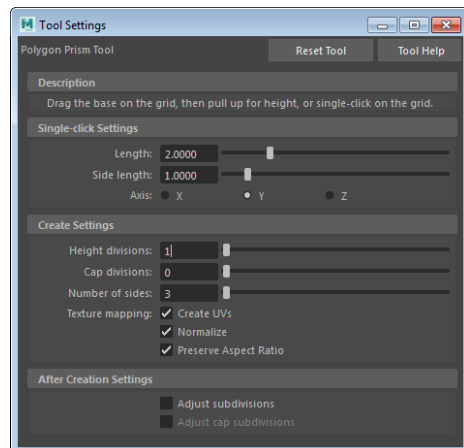 M Tool Settings
Polygon Prism Tool Reset Tool Tool Help
Description
Drag the base on the grid, then pull up for height, or single-click on the grid.
Single-click Settings
Length: 2.0000
Side length: 1.0000
Axis: X Y Z
Create Settings
Height divisions: 1
Cap divisions: 0
Number of sides: 3
Texture mapping: Create UVs
Normalize
Preserve Aspect Ratio
After Creation Settings
Adjust subdivisions
Adjust cap subdivisions